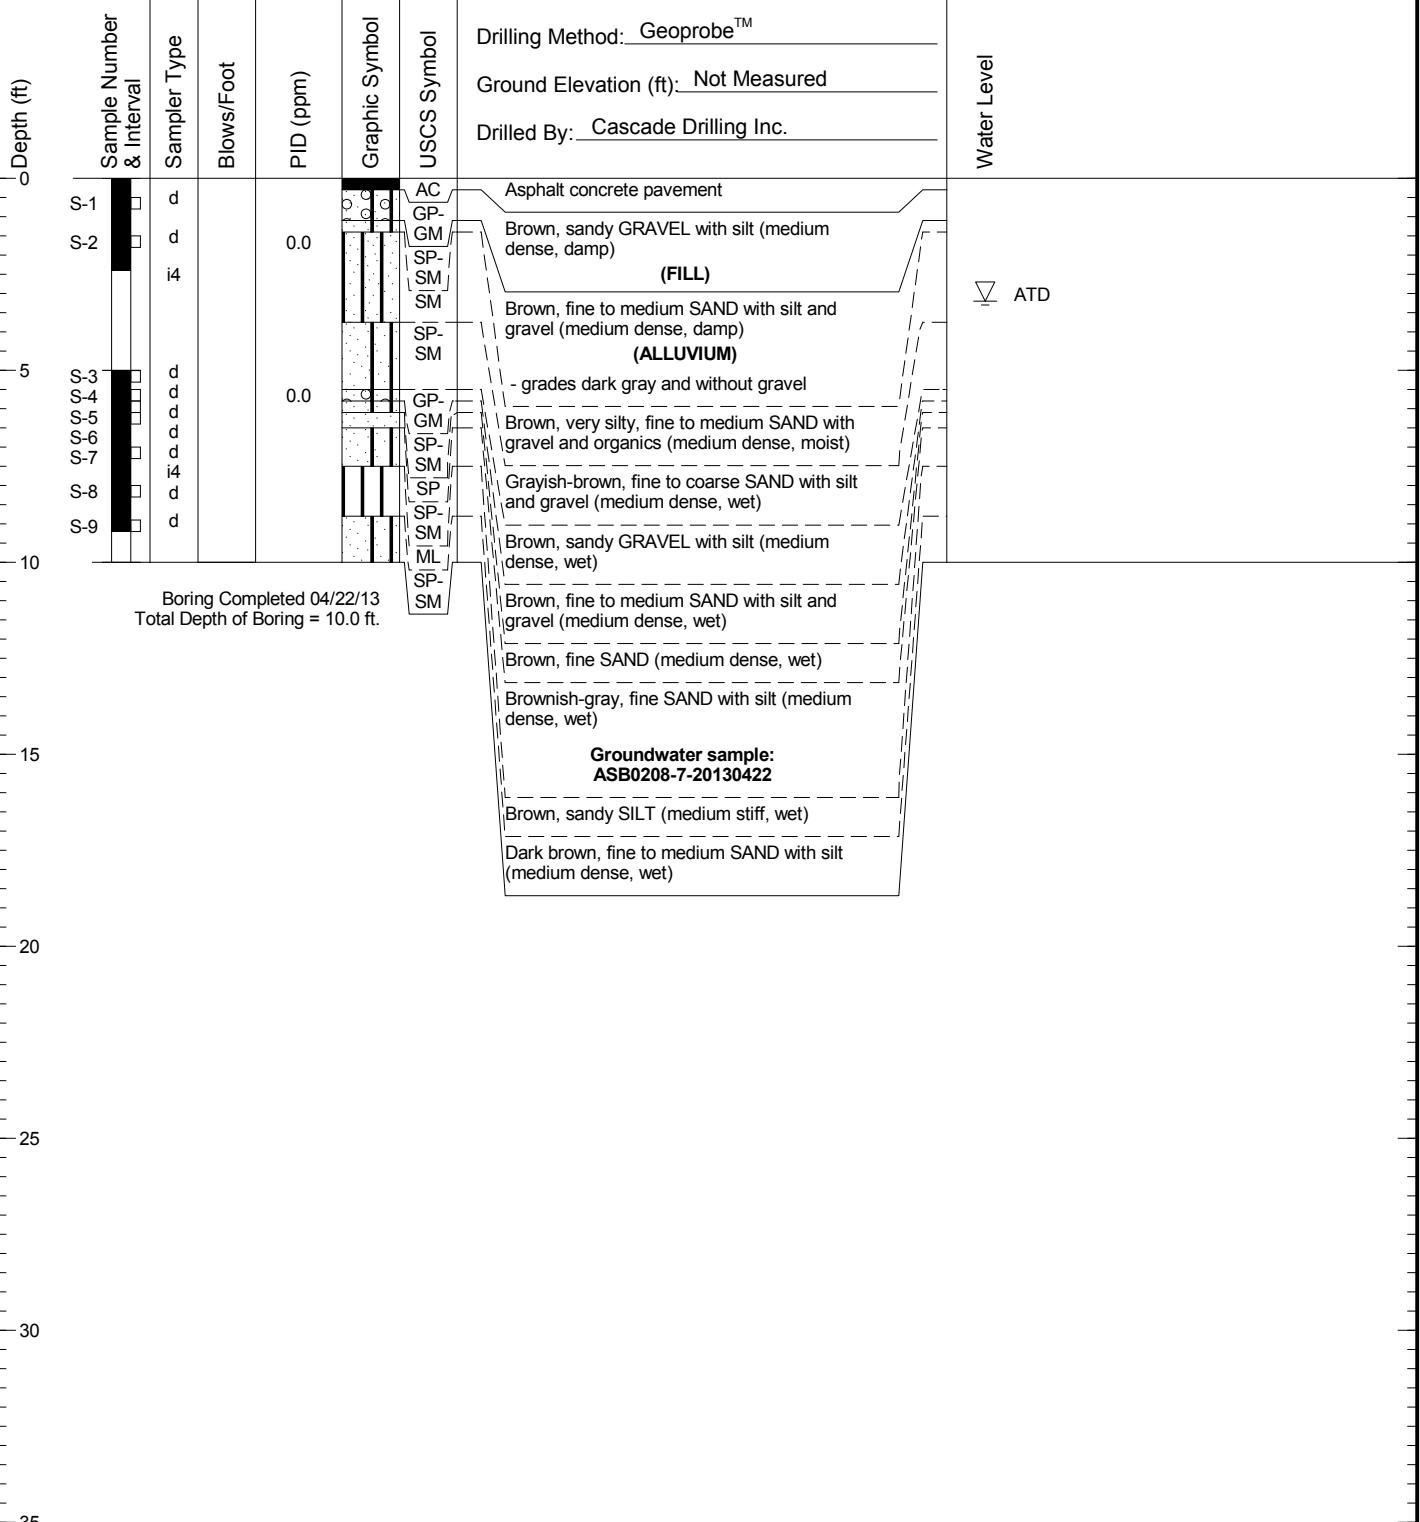 Depth (ft)
Sample Number
& Interval
Sampler Type
Blows/Foot
PID (ppm)
Graphic Symbol
USCS Symbol
Drilling Method: Geoprobe™
Ground Elevation (ft): Not Measured
Drilled By: Cascade Drilling Inc.
Water Level
0
5
10
15
20
25
30
35
S-1
S-2
S-3
S-4
S-5
S-6
S-7
S-8
S-9
d
d
i4
d
d
d
d
d
i4
d
d
0.0
0.0
AC
GP-
GM
SP-
SM
SM
SP-
SM
GP-
GM
SP-
SM
SP
SP-
SM
ML
SP-
SM
Asphalt concrete pavement
Brown, sandy GRAVEL with silt (medium
dense, damp)
(FILL)
Brown, fine to medium SAND with silt and
gravel (medium dense, damp)
(ALLUVIUM)
- grades dark gray and without gravel
Brown, very silty, fine to medium SAND with
gravel and organics (medium dense, moist)
Grayish-brown, fine to coarse SAND with silt
and gravel (medium dense, wet)
Brown, sandy GRAVEL with silt (medium
dense, wet)
Brown, fine to medium SAND with silt and
gravel (medium dense, wet)
Brown, fine SAND (medium dense, wet)
Brownish-gray, fine SAND with silt (medium
dense, wet)
Groundwater sample:
ASB0208-7-20130422
Brown, sandy SILT (medium stiff, wet)
Dark brown, fine to medium SAND with silt
(medium dense, wet)
ATD
Boring Completed 04/22/13
Total Depth of Boring = 10.0 ft.